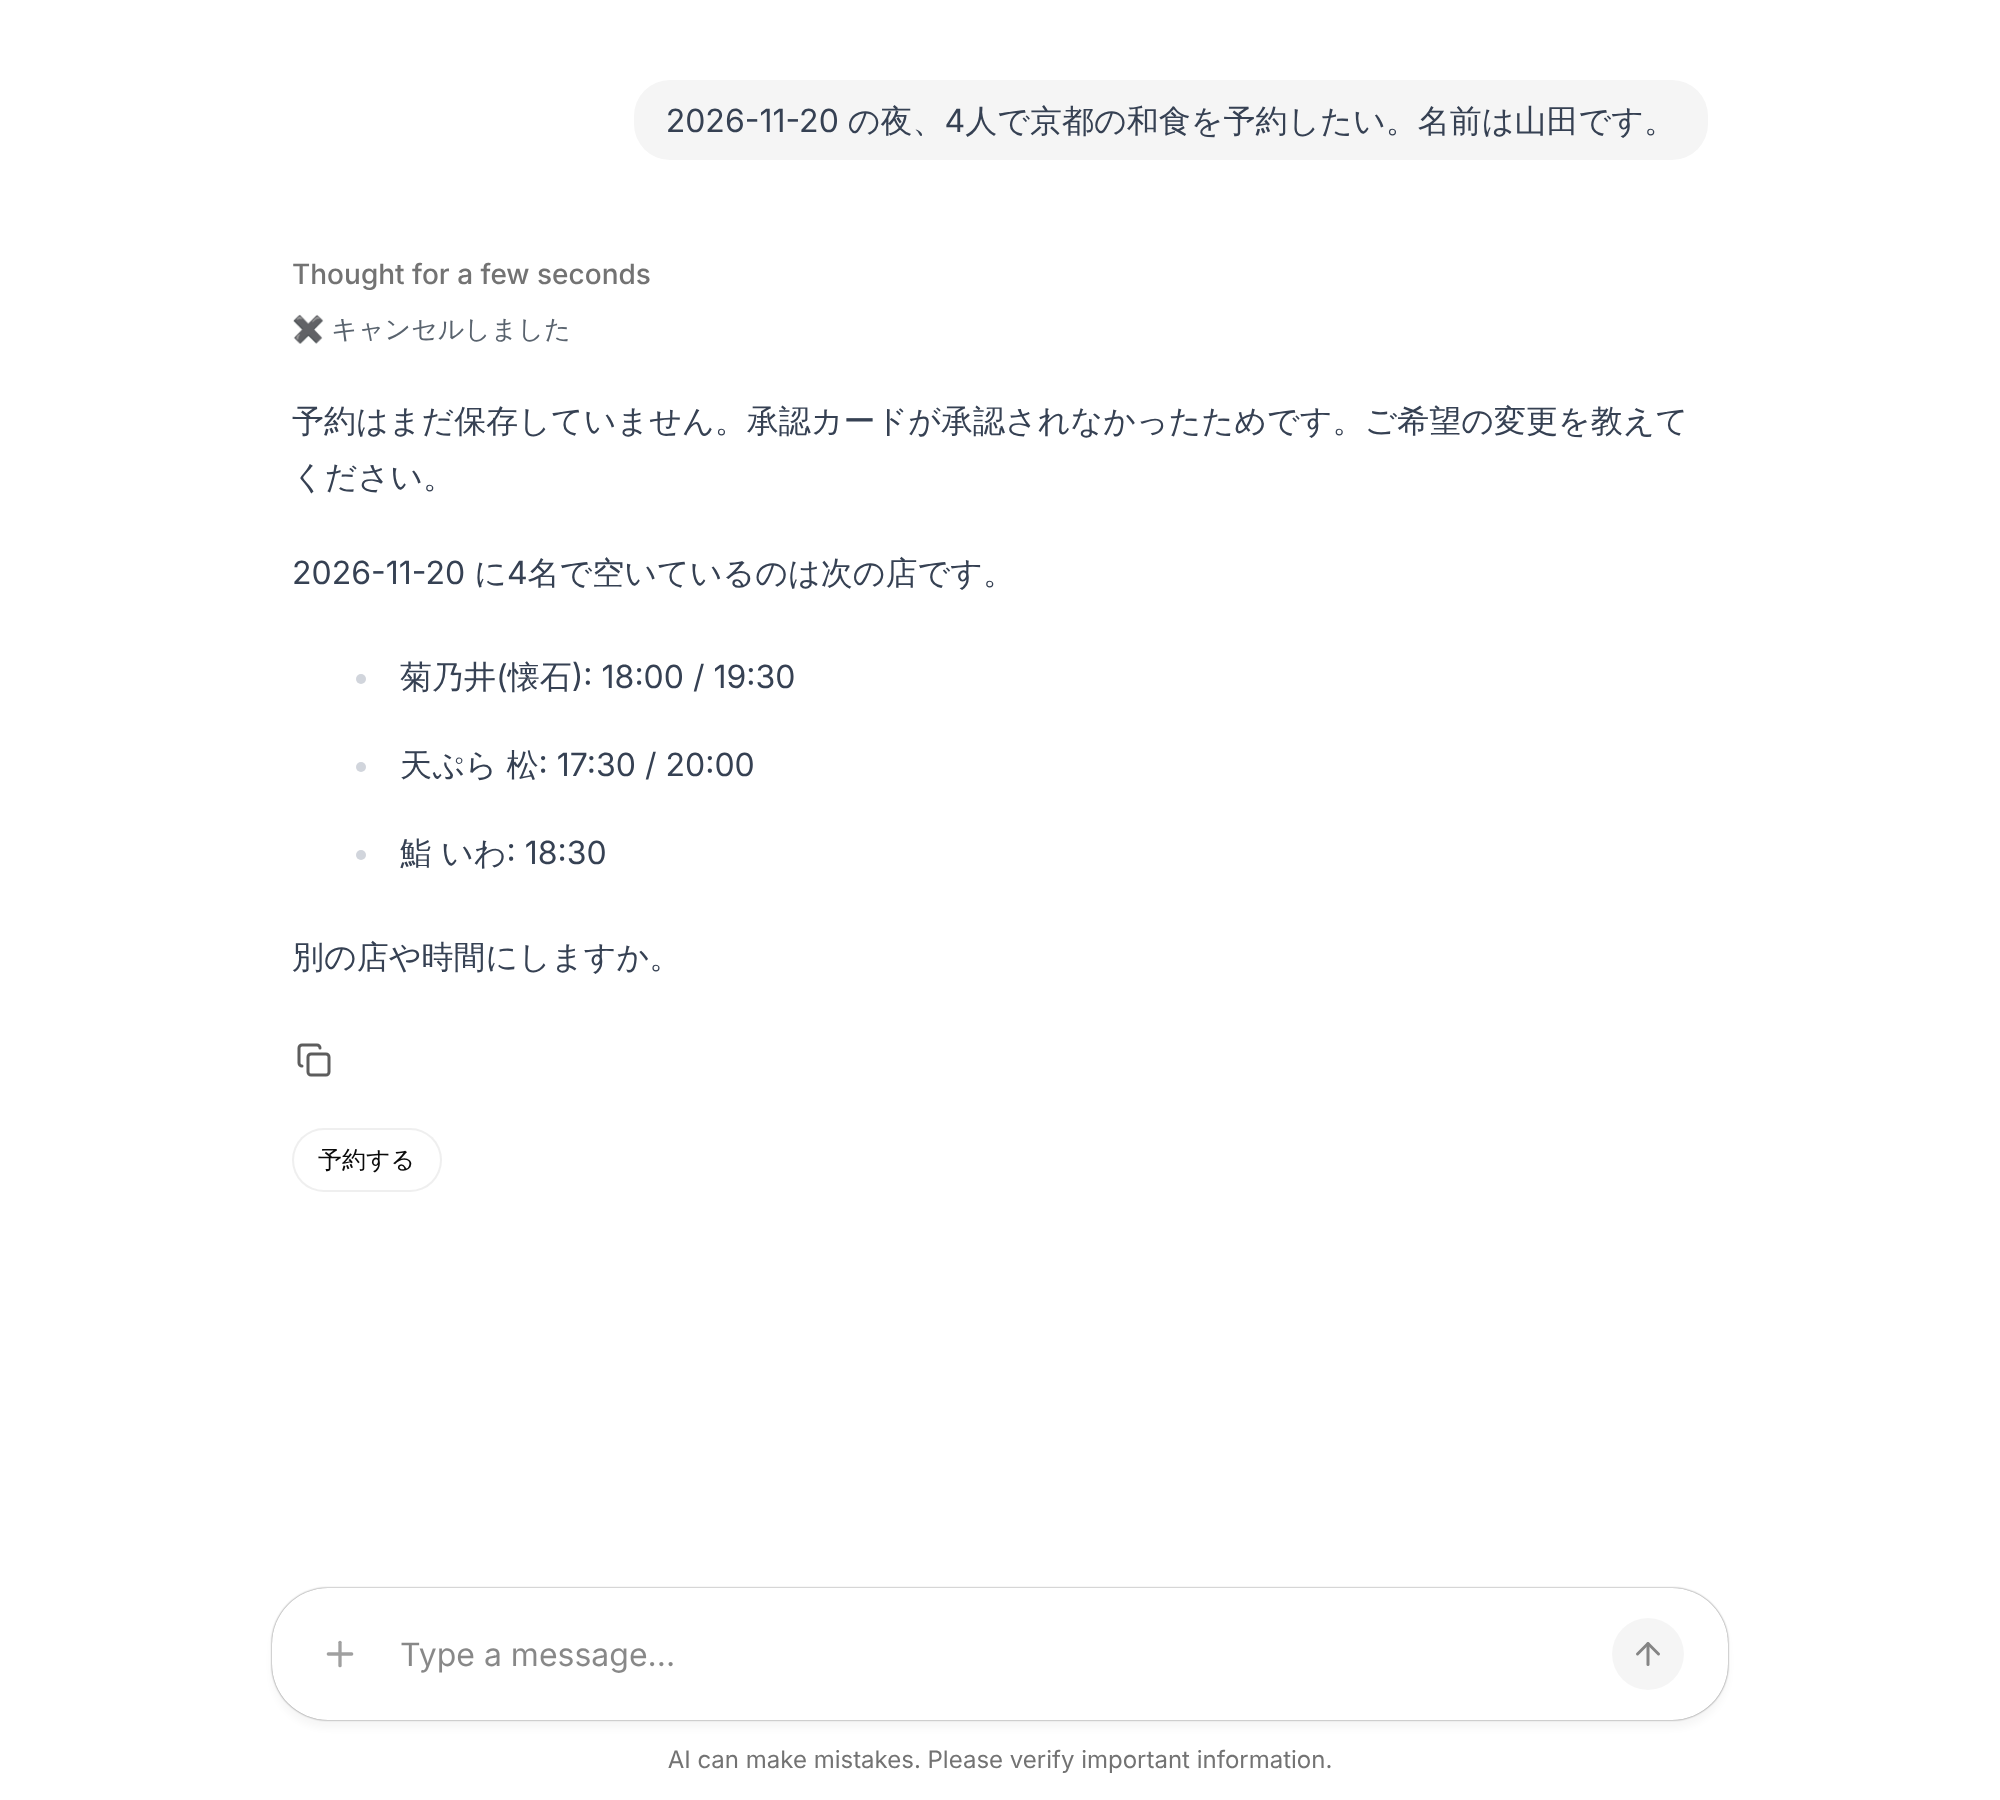 2026-11-20 の夜、4人で京都の和食を予約したい。名前は山田です。
Thought for a few seconds
✖ キャンセルしました
予約はまだ保存していません。承認カードが承認されなかったためです。ご希望の変更を教えて
ください。
2026-11-20 に4名で空いているのは次の店です。
菊乃井(懐石): 18:00 / 19:30
天ぷら 松: 17:30 / 20:00
鮨 いわ: 18:30
別の店や時間にしますか。
予約する
Type a message...
AI can make mistakes. Please verify important information.